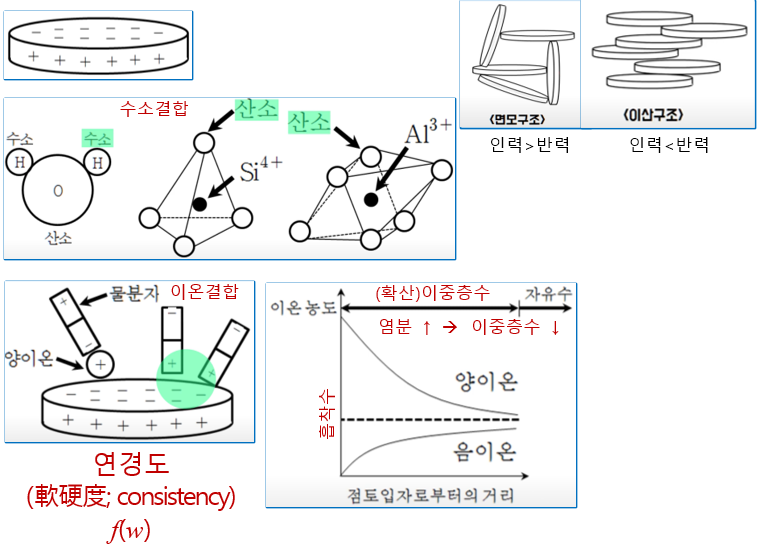 − − − − − −
− − − −
+ + + + + +
<면모구조>
<이산구조>
인력>반력
인력<반력
수소결합
수소
수소
H
H
O
산소
산소
Si4+
산소
Al3+
물분자
이온결합
양이온
+
−
+
−
+
−
+
− − − − − −
− − − −
+ + + + + +
연경도
(軟硬度; consistency)
f(w)
이온농도
(확산)이중층수
자유수
염분 ↑ → 이중층수 ↓
흡착수
양이온
음이온
점토입자로부터의 거리